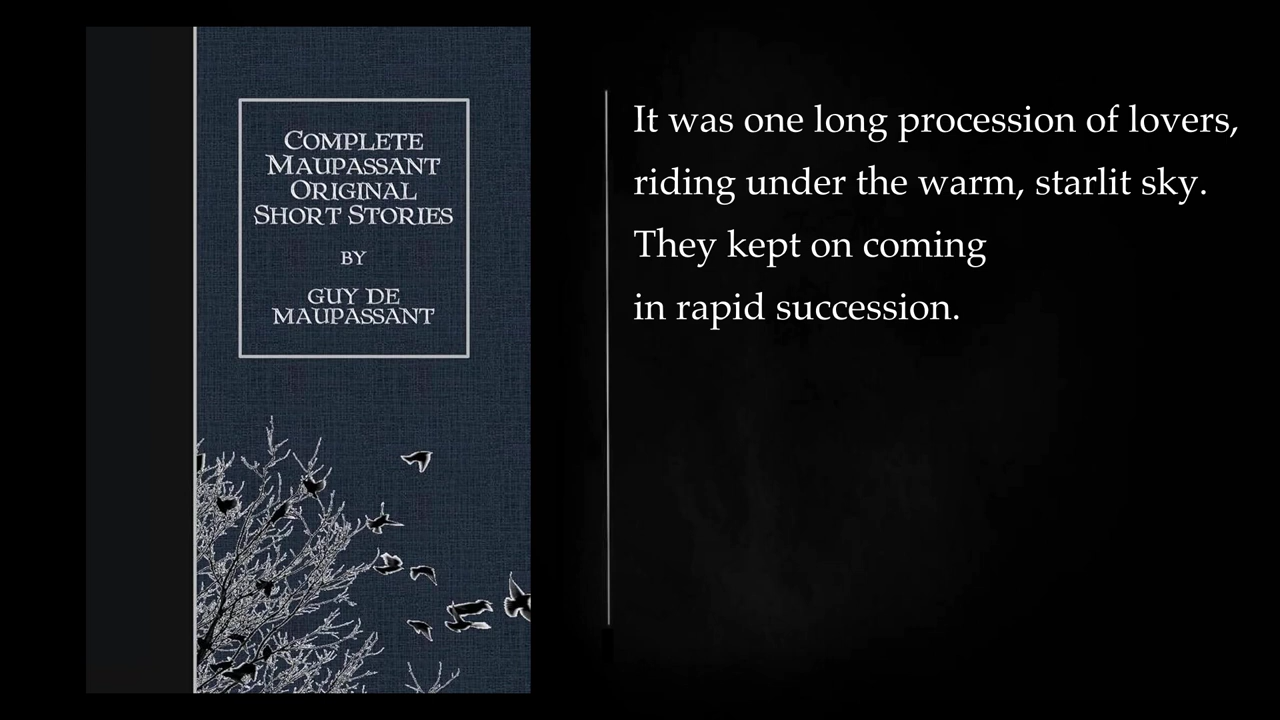 COMPLETE
MAUPASSANT
ORIGINAL
SHORT STORIES
BY
GUY DE
MAUPASSANT
It was one long procession of lovers,
riding under the warm, starlit sky.
They kept on coming
in rapid succession.